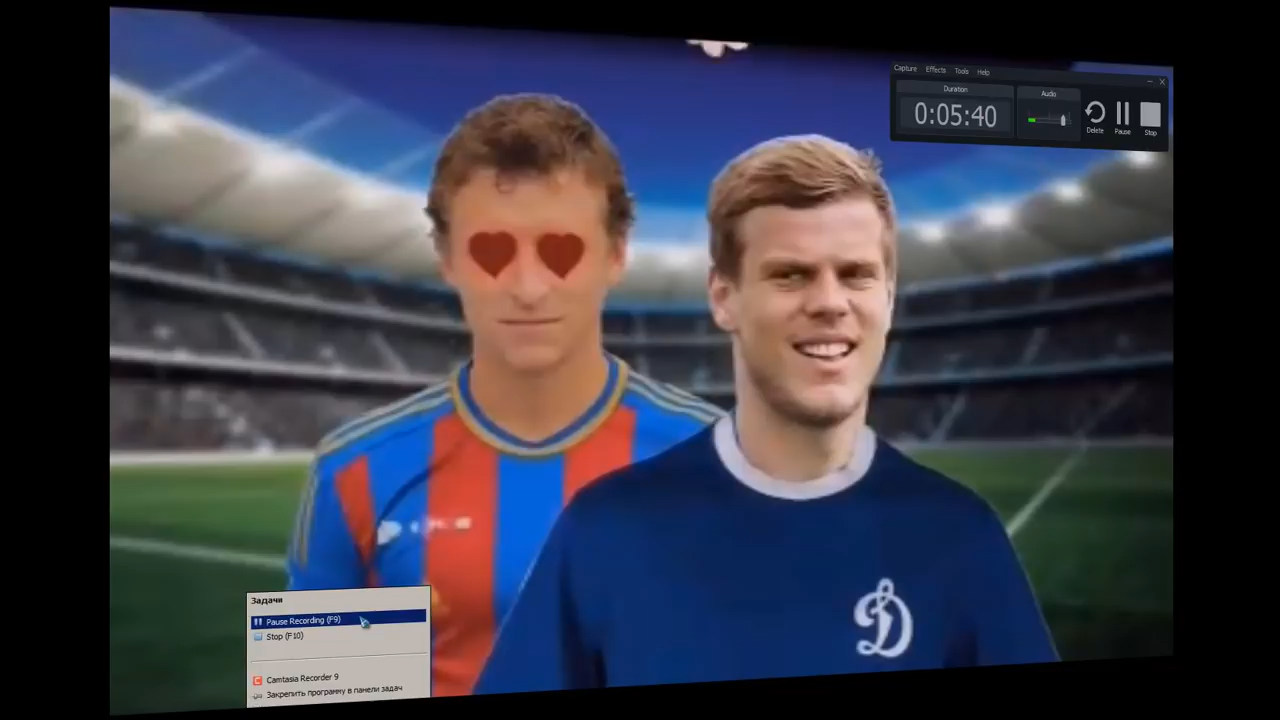 Capture Effects Tools Help
Duration
Audio
0:05:40
Delete
Pause
Stop
D
Задачи
Pause Recording (F9)
Stop (F10)
Camtasia Recorder 9
Закрепить программу в панели задач